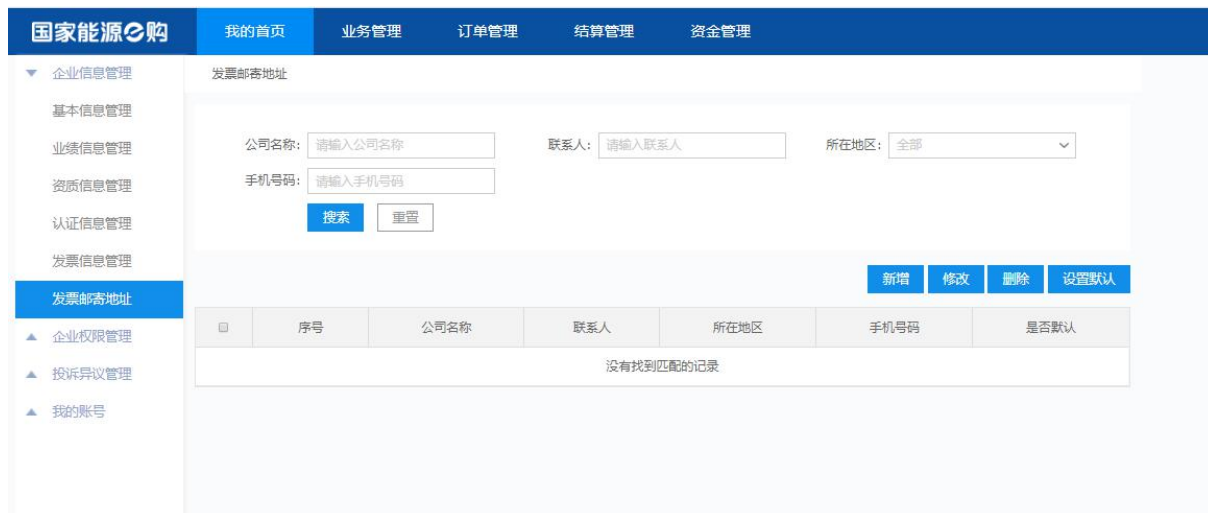 国家能源e购 我的首页 业务管理 订单管理 结算管理 资金管理
企业信息管理
基本信息管理
业绩信息管理
资质信息管理
认证信息管理
发票信息管理
发票邮寄地址
企业权限管理
投诉异议管理
我的账号
发票邮寄地址
公司名称: 请输入公司名称 联系人: 请输入联系人 所在地区: 全部
手机号码: 请输入手机号码
搜索 重置
新增 修改 删除 设置默认
序号 公司名称 联系人 所在地区 手机号码 是否默认
没有找到匹配的记录